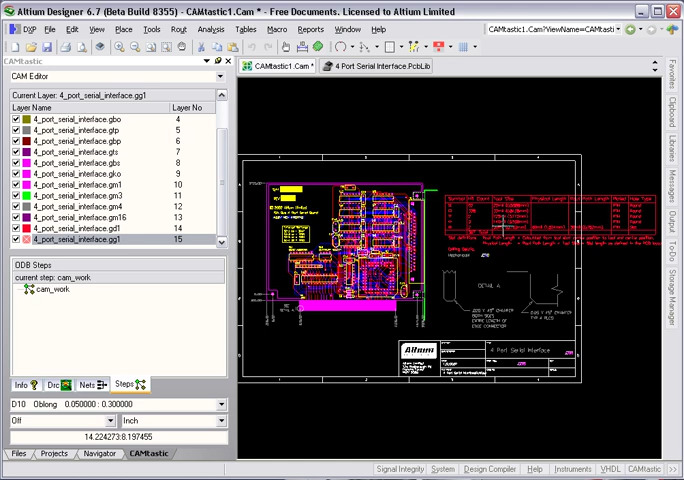 Altium Designer 6.7 (Beta Build 8355) - CAMtastic1.Cam * - Free Documents. Licensed to Altium Limited
DXP File Edit View Place Tools Rout Analysis Tables Macro Reports Window Help CAMtastic1.Cam?ViewName=CAMtasti
CAMtastic
CAMtastic1.Cam * 4 Port Serial Interface.PcbLib
CAM Editor
Current Layer: 4_port_serial_interface.gg1
Layer Name Layer No
4_port_serial_interface.gbo 4
4_port_serial_interface.gtp 5
4_port_serial_interface.gbp 6
4_port_serial_interface.gts 7
4_port_serial_interface.gbs 8
4_port_serial_interface.gko 9
4_port_serial_interface.gm1 10
4_port_serial_interface.gm3 11
4_port_serial_interface.gm4 12
4_port_serial_interface.gm16 13
4_port_serial_interface.gd1 14
4_port_serial_interface.gg1 15
ODB Steps
current step: cam_work
cam_work
Info Drc Nets Steps
D10 Oblong 0.050000 : 0.300000
Off Inch
14.224273:8.197455
Files Projects Navigator CAMtastic
DETAIL A
Altium
4 Port Serial Interface
Favorites
Clipboard
Libraries
Messages
Output
To-Do
Storage Manager
Signal Integrity System Design Compiler Help Instruments VHDL CAMtastic >>